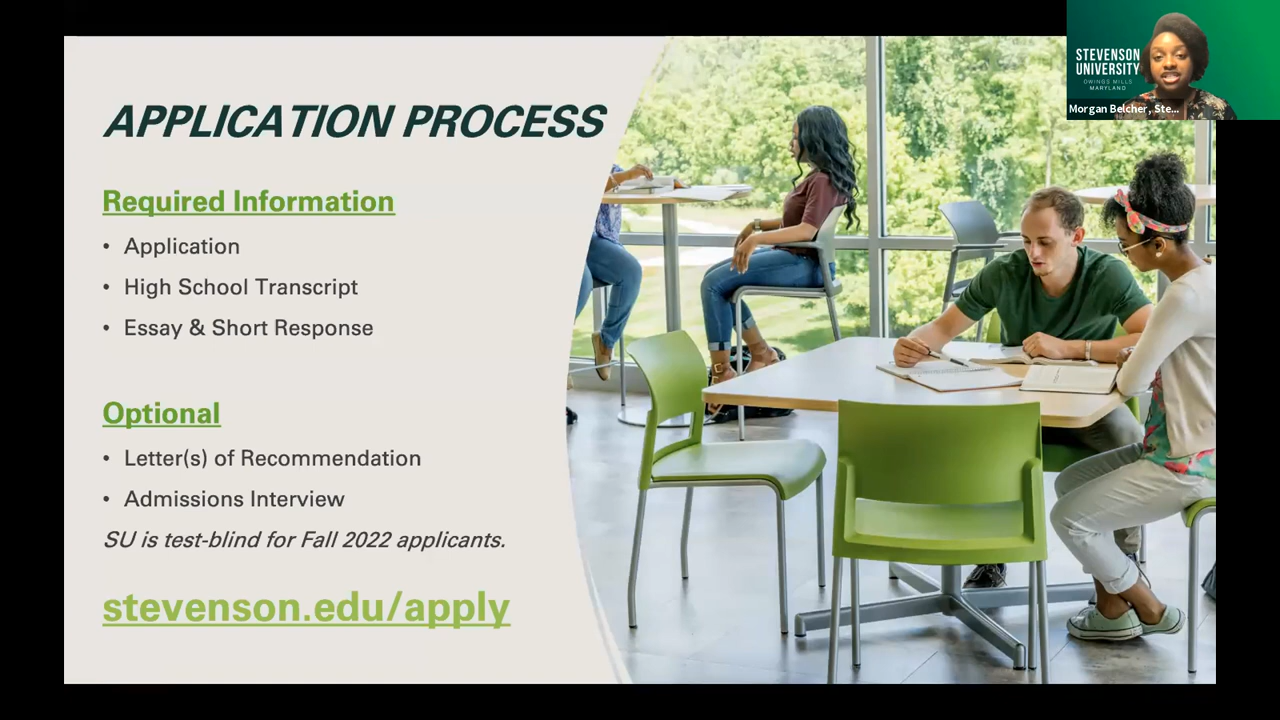 APPLICATION PROCESS
Required Information
• Application
• High School Transcript
• Essay & Short Response
Optional
• Letter(s) of Recommendation
• Admissions Interview
SU is test-blind for Fall 2022 applicants.
stevenson.edu/apply
STEVENSON
UNIVERSITY
OWINGS MILLS
MARYLAND
Morgan Belcher, Ste...